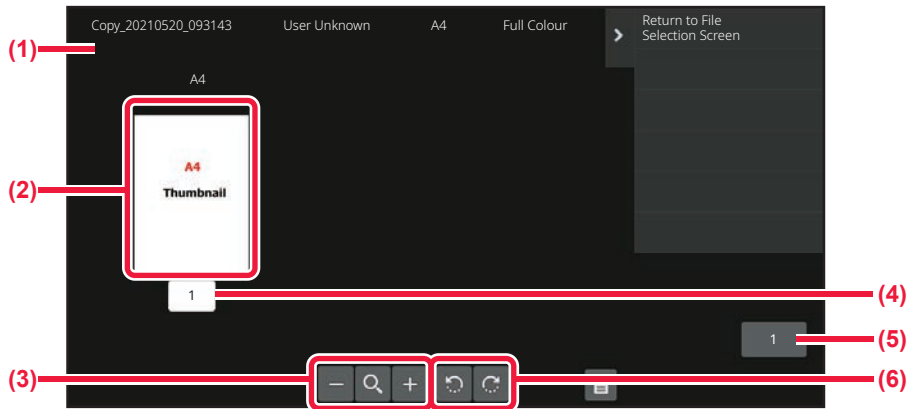 Copy_20210520_093143 User Unknown A4 Full Colour
Return to File
Selection Screen
(1)
A4
(2)
A4
Thumbnail
1
(4)
1
(5)
(3)
(6)